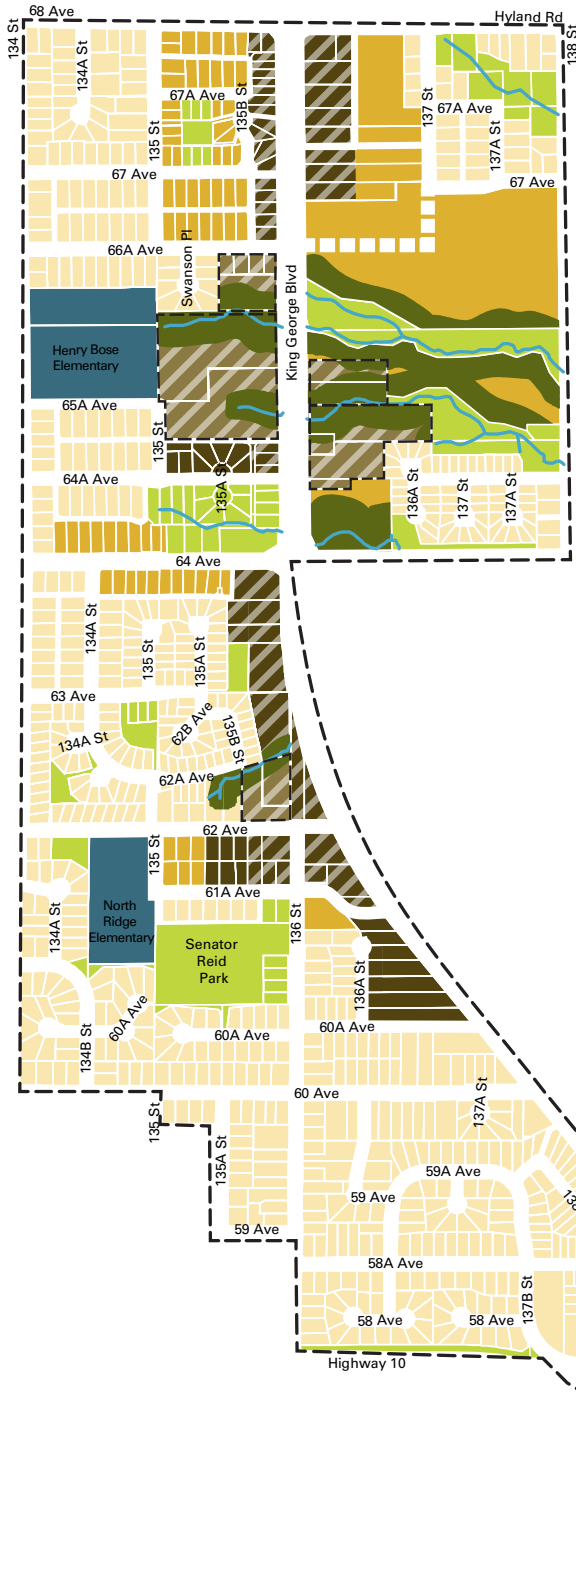 68 Ave
Hyland Rd
134 St
134A St
138 St
67A Ave
135B St
137 St
67A Ave
135 St
137A St
67 Ave
67 Ave
66A Ave
Swanson Pl
King George Blvd
Henry Bose
Elementary
65A Ave
135 St
64A Ave
135A St
136A St
137 St
137A St
64 Ave
134A St
135 St
135A St
63 Ave
62B Ave
135B St
134A St
62A Ave
62 Ave
135 St
61A Ave
North
Ridge
Elementary
134A St
136 St
Senator
Reid
Park
136A St
60A Ave
60A Ave
60A Ave
134B St
60 Ave
137A St
135 St
135A St
59A Ave
59 Ave
59 Ave
58A Ave
137B St
58 Ave
58 Ave
Highway 10